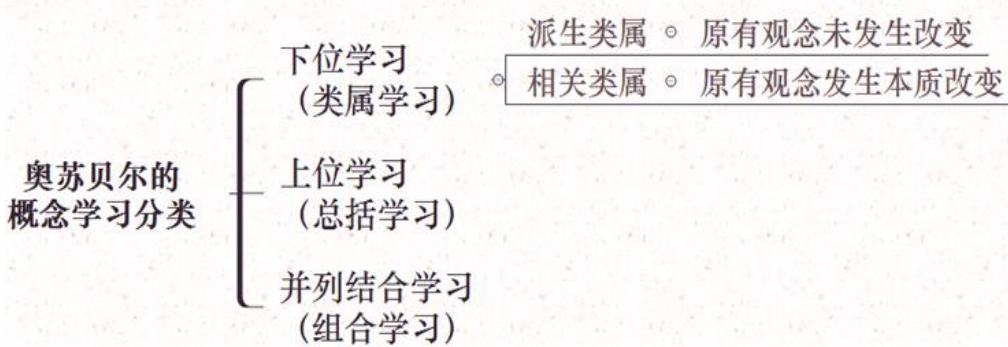 奥苏贝尔的
概念学习分类
下位学习
（类属学习）
派生类属 原有观念未发生改变
相关类属 原有观念发生本质改变
上位学习
（总括学习）
并列结合学习
（组合学习）